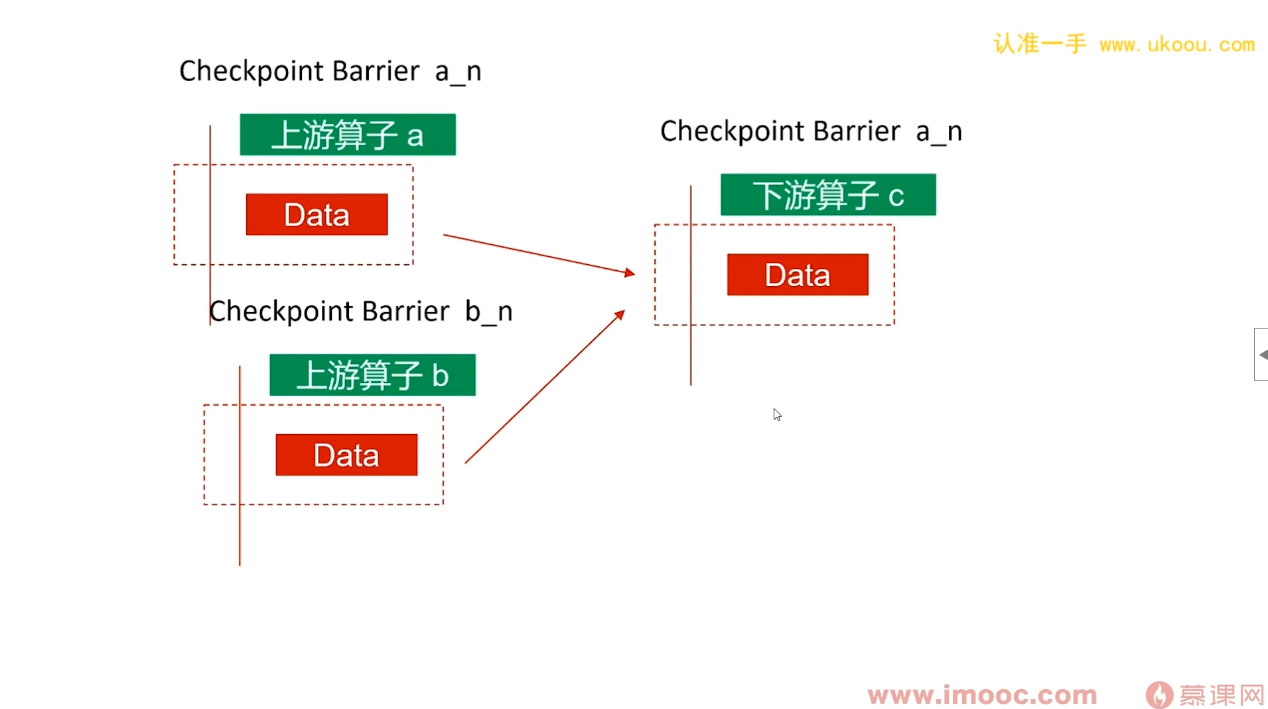 认准一手 www.ukoou.com
Checkpoint Barrier a_n
上游算子 a
Data
Checkpoint Barrier b_n
上游算子 b
Data
Checkpoint Barrier a_n
下游算子 c
Data
www.imooc.com 慕课网